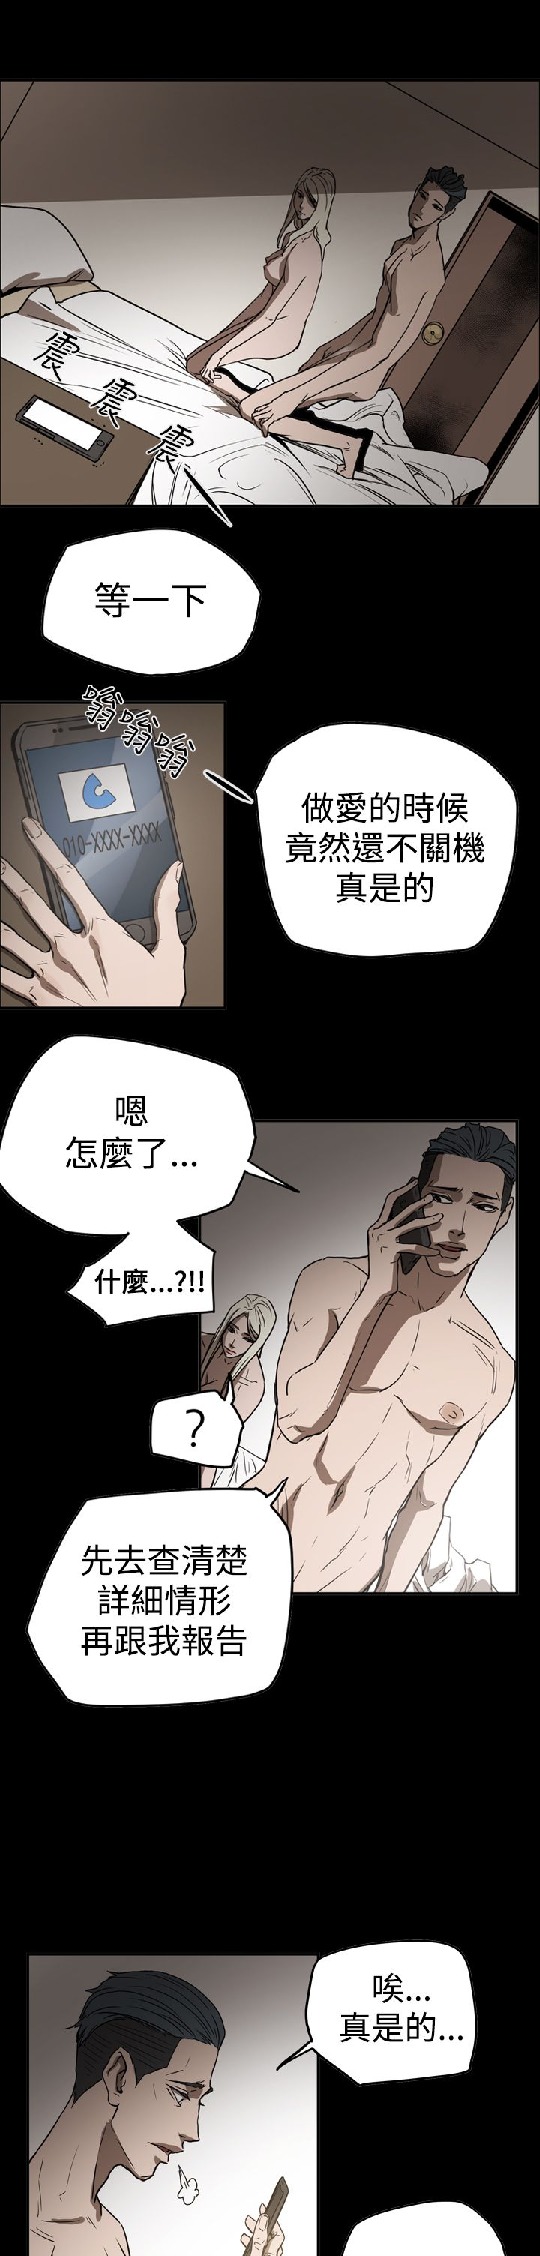 震
震
震
等一下
嗡嗡嗡
010-XXXX-XXXX
做愛的時候
竟然還不關機
真是的
嗯
怎麼了...
什麼...?!!
?
先去查清楚
詳細情形
再跟我報告
唉...
真是的...